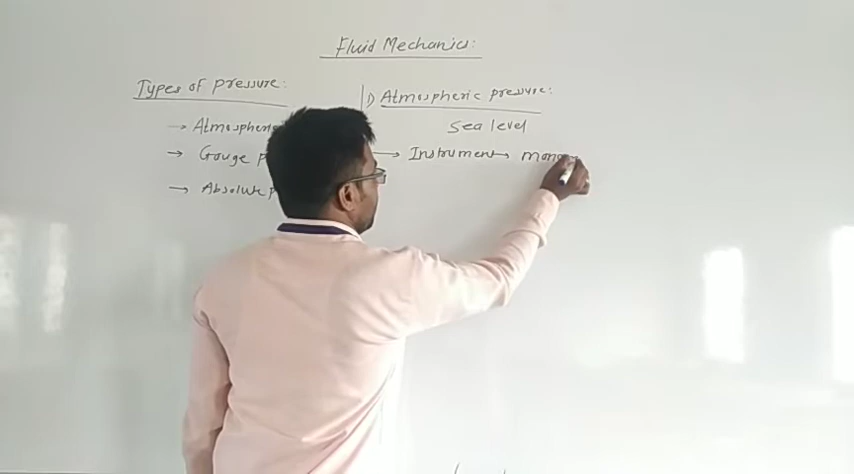 Fluid Mechanics:
Types of Pressure:
→ Atmospheric
→ Gauge P
→ Absolute P
1) Atmospheric pressure:
Sea level
→ Instrument → mano